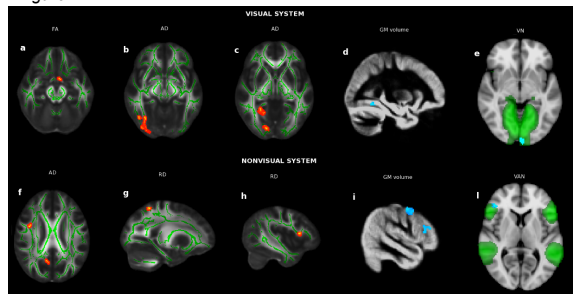 VISUAL SYSTEM
FA
AD
AD
GM volume
VN
a
b
c
d
e
NONVISUAL SYSTEM
AD
RD
RD
GM volume
VAN
f
g
h
i
l